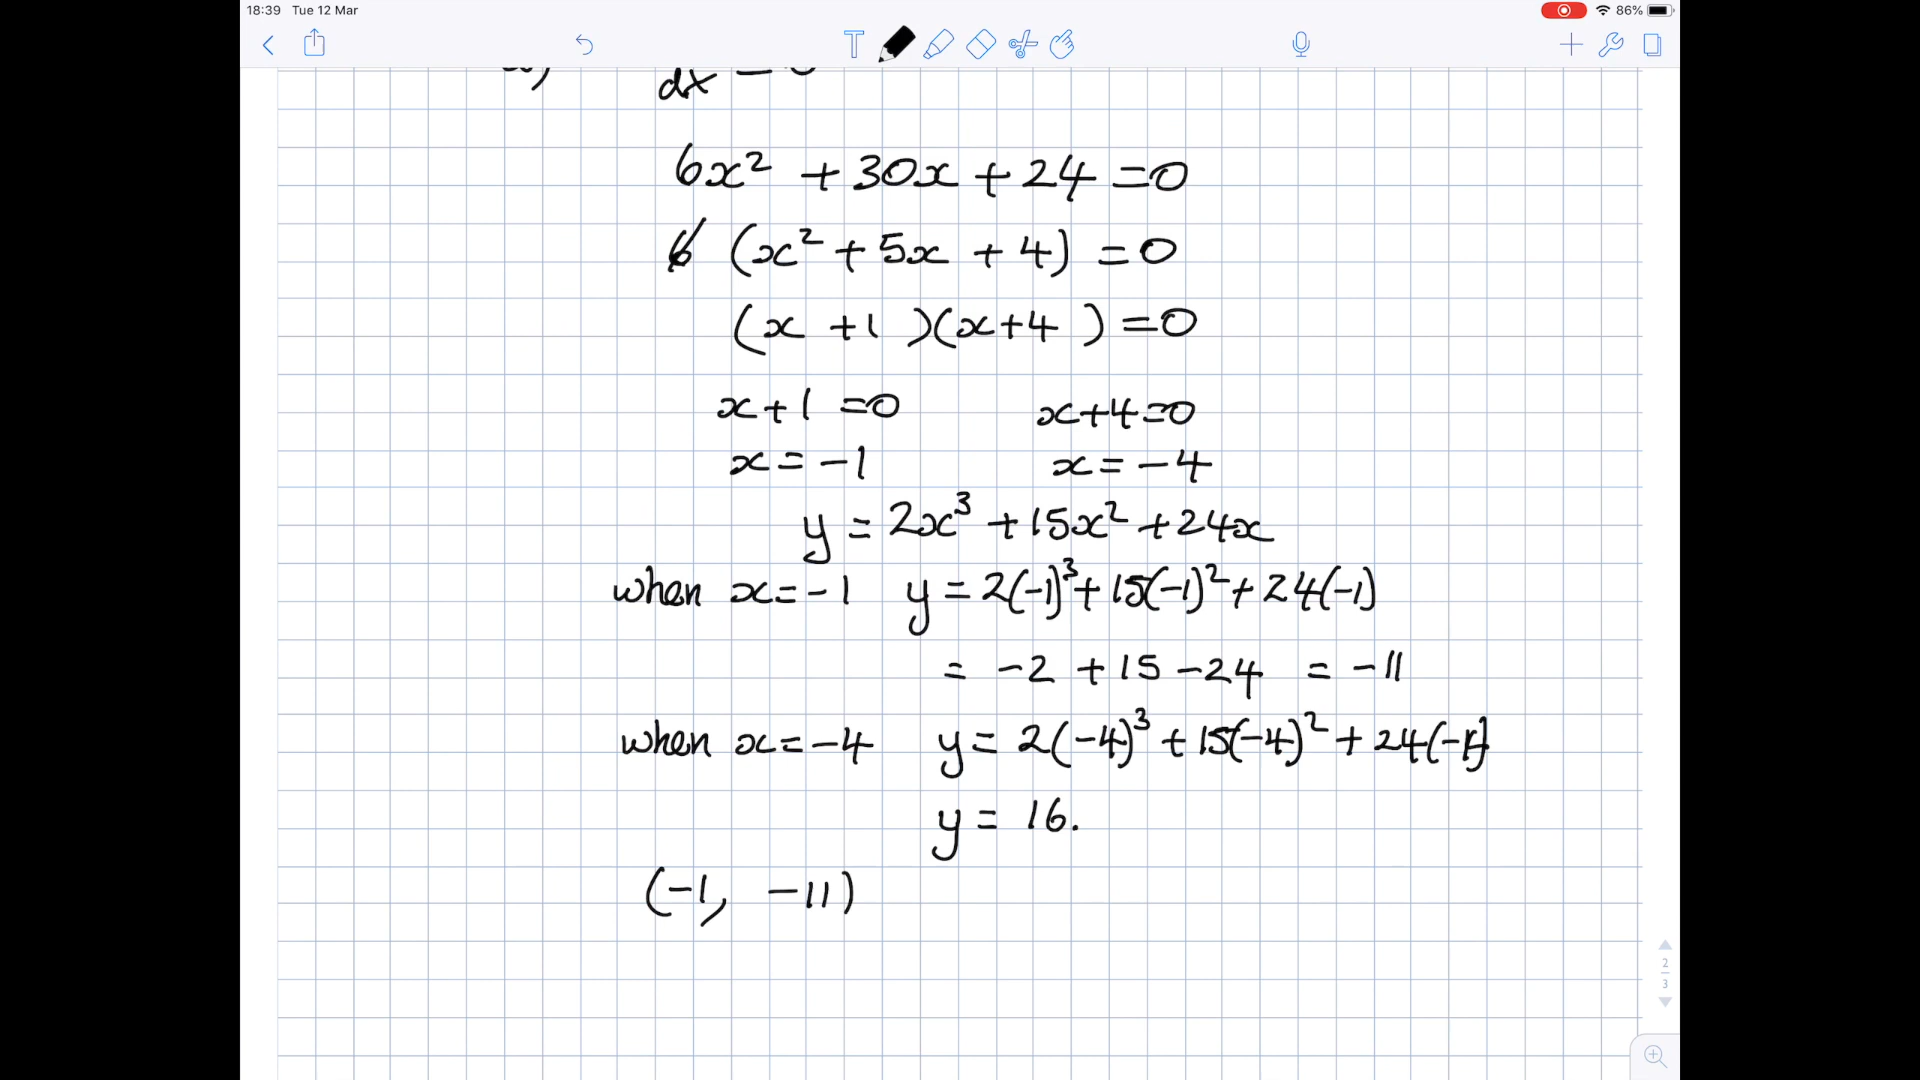 18:39 Tue 12 Mar 86%
T
dx =
6x² + 30x + 24 = 0
6 (x² + 5x + 4) = 0
(x + 1)(x + 4) = 0
x + 1 = 0 x + 4 = 0
x = -1 x = -4
y = 2x³ + 15x² + 24x
when x = -1 y = 2(-1)³ + 15(-1)² + 24(-1)
= -2 + 15 - 24 = -11
when x = -4 y = 2(-4)³ + 15(-4)² + 24(-4)
y = 16.
(-1, -11)
2
3